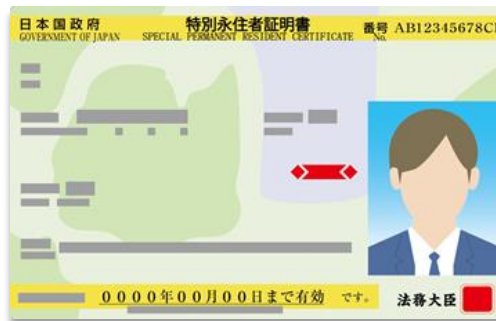 日本国政府 特別永住者証明書 番号 AB12345678C
GOVERNMENT OF JAPAN SPECIAL PERMANENT RESIDENT CERTIFICATE No.
0000年00月00日まで有効 です。
法務大臣